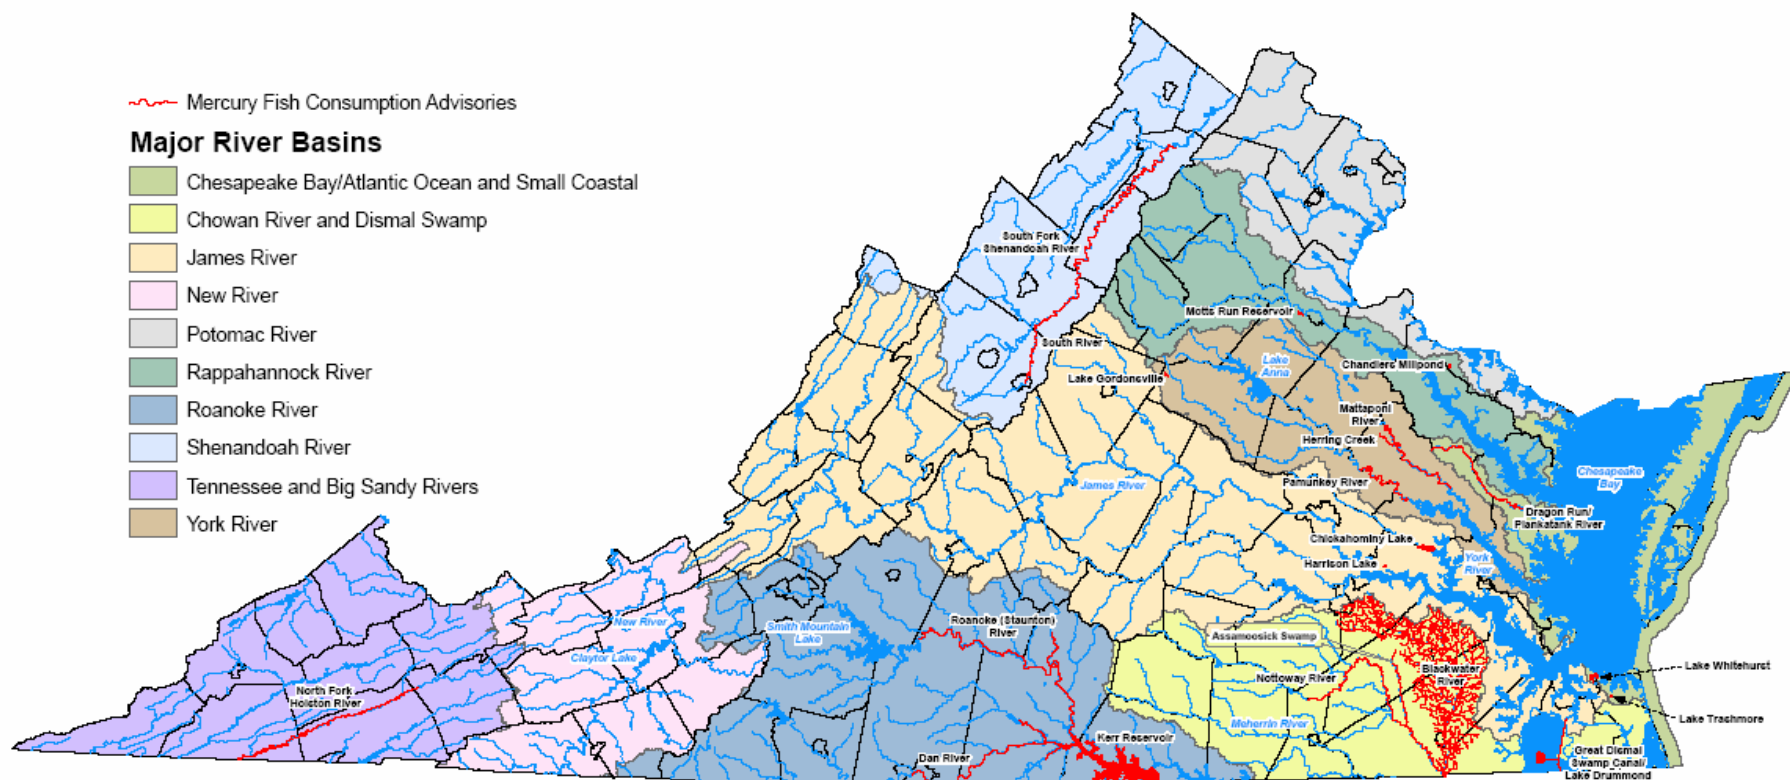 Mercury Fish Consumption Advisories
Major River Basins
Chesapeake Bay/Atlantic Ocean and Small Coastal
Chowan River and Dismal Swamp
James River
New River
Potomac River
Rappahannock River
Roanoke River
Shenandoah River
Tennessee and Big Sandy Rivers
York River
South Fork
Shenandoah River
Motts Run Reservoir
South River
Lake Gordonsville
Lake
Anna
Chandlers Millpond
Mattaponi
River
Herring Creek
Pamunkey River
James River
Chesapeake
Bay
Dragon Run/
Piankatank River
Chickahominy Lake
Harrison Lake
York
River
New River
Claytor Lake
Smith Mountain
Lake
Roanoke (Staunton)
River
Assamoosick Swamp
Nottoway River
Blackwater
River
Meherrin River
Lake Whitehurst
Lake Trashmore
North Fork
Holston River
Dan River
Kerr Reservoir
Great Dismal
Swamp Canal/
Lake Drummond